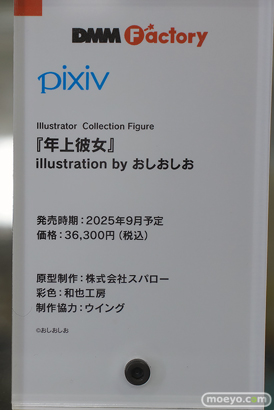 DMM Factory
pixiv
Illustrator Collection Figure
『年上彼女』
illustration by おしおしお
発売時期：2025年9月予定
価格：36,300円（税込）
原型制作：株式会社スパロー
彩色：和也工房
制作協力：ウイング
©おしおしお
moeyo.com